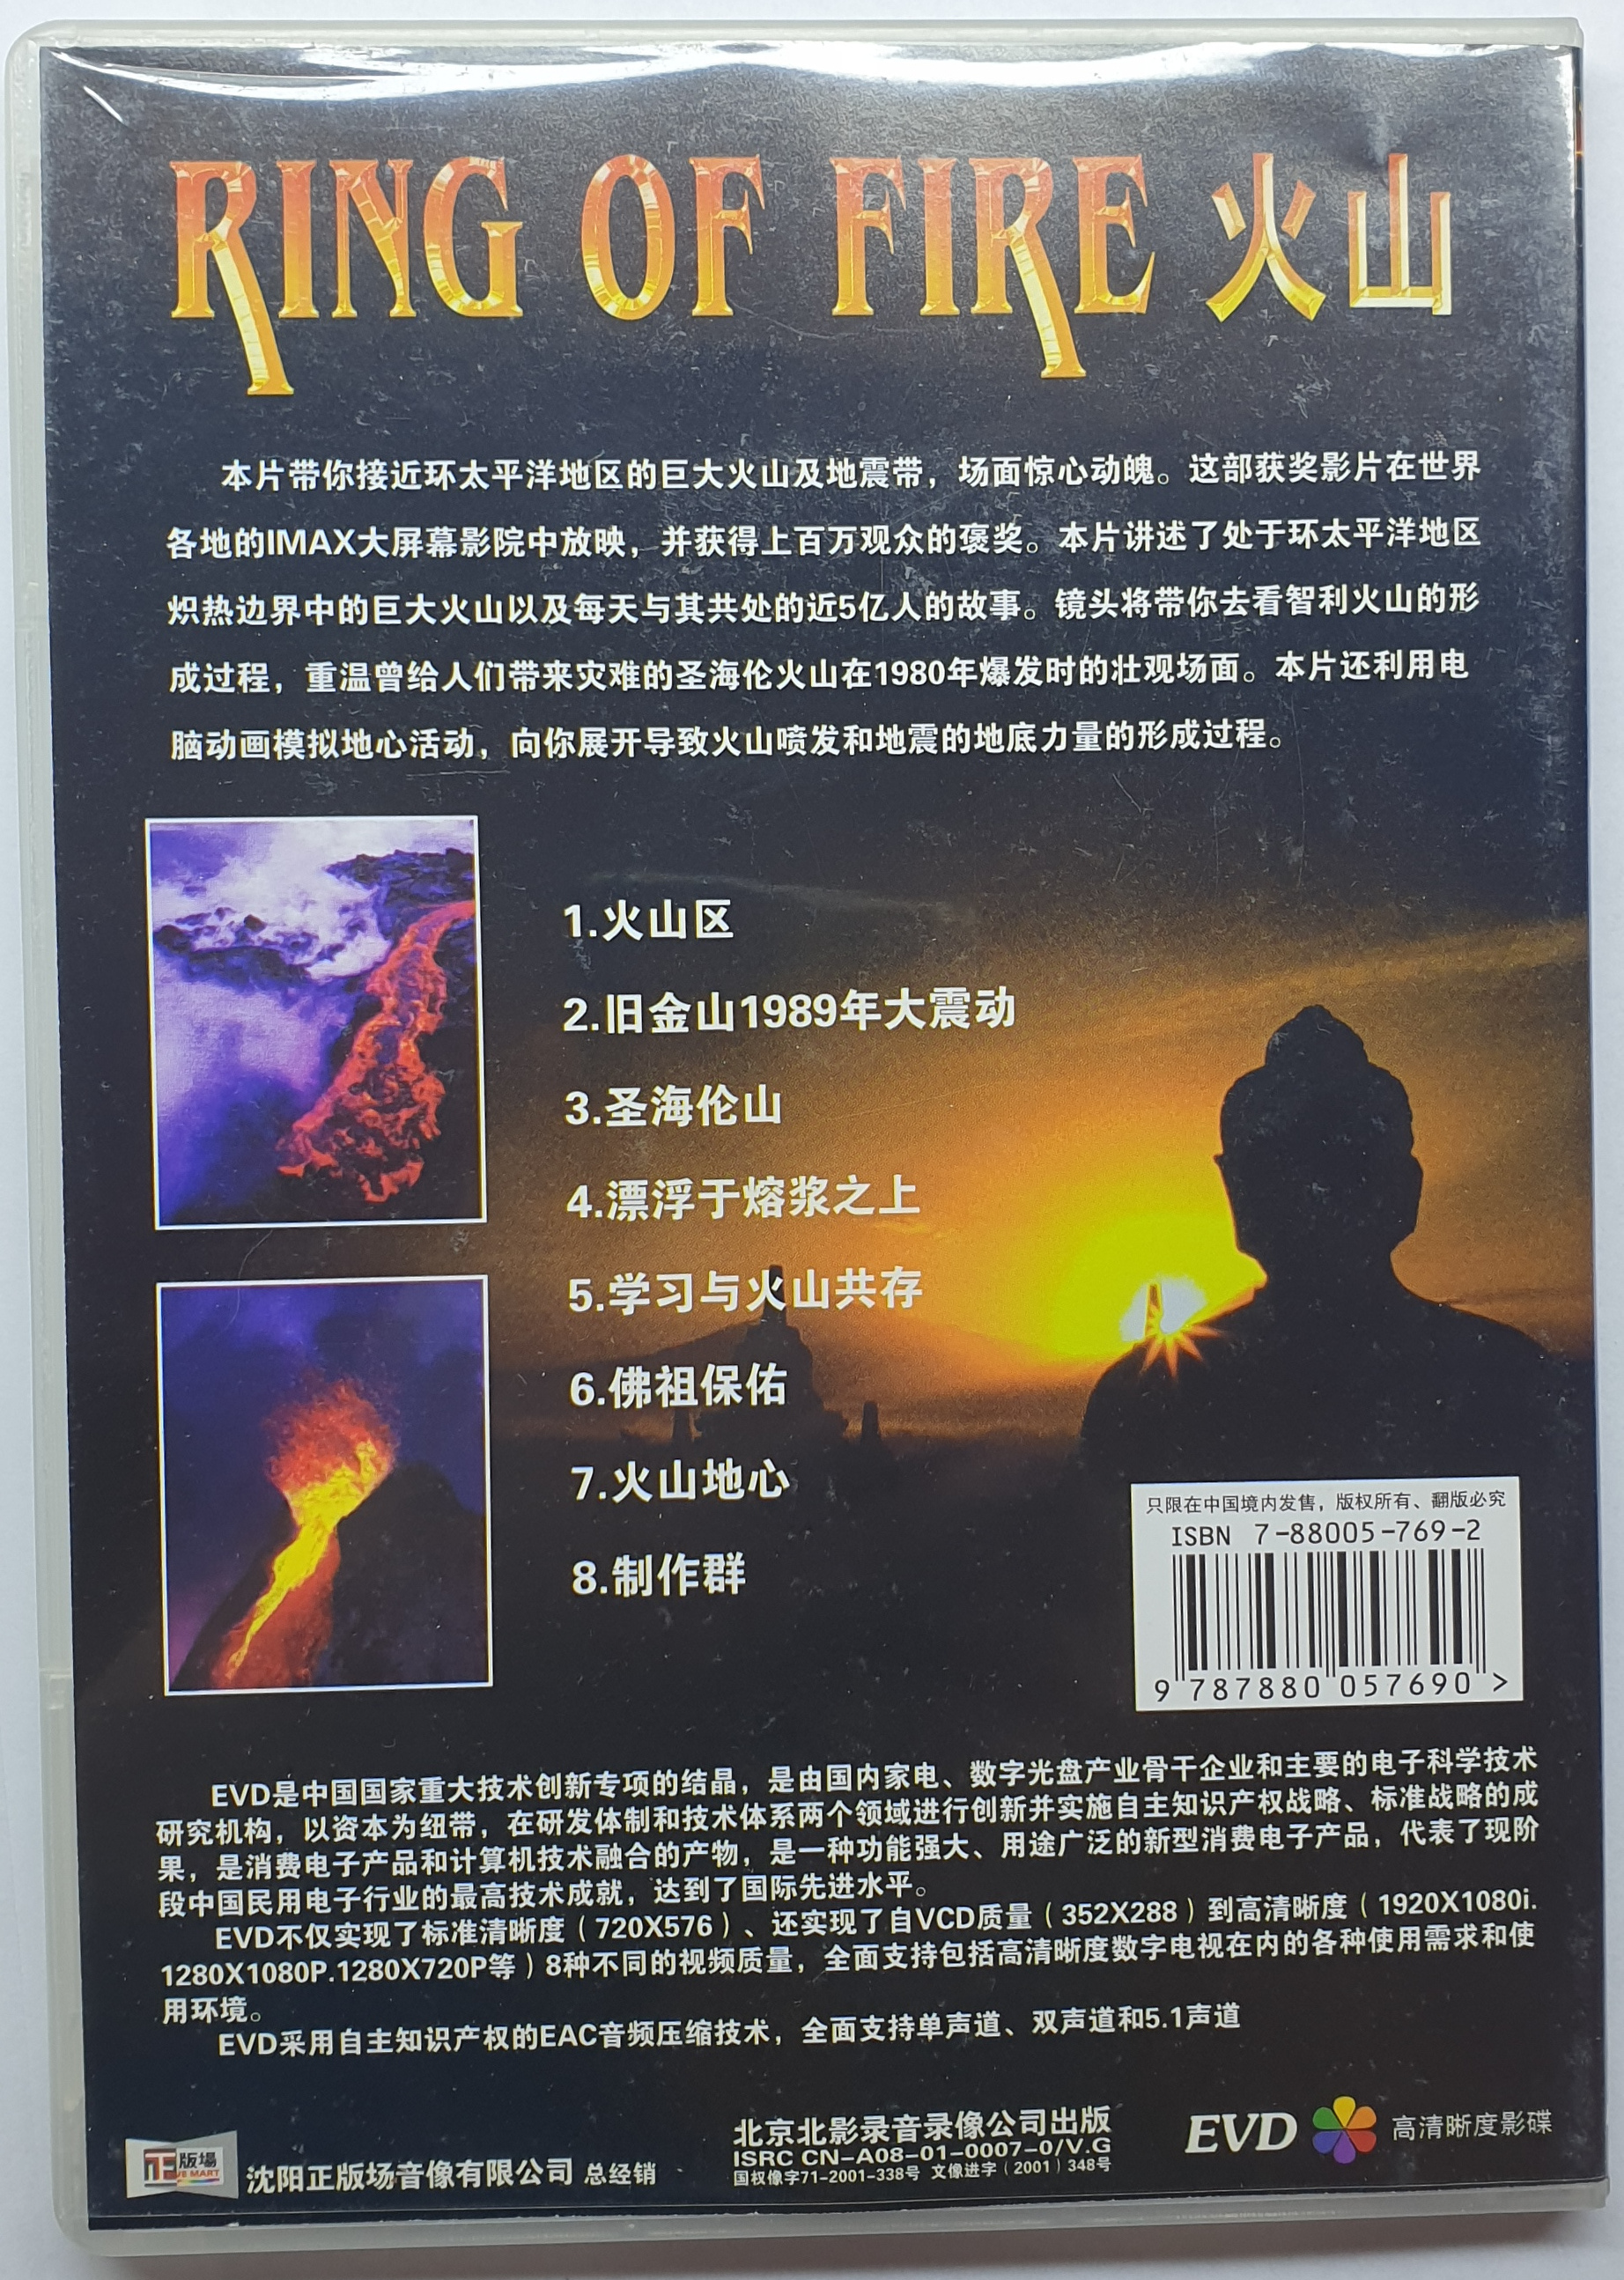 RING OF FIRE 火山
本片带你接近环太平洋地区的巨大火山及地震带，场面惊心动魄。这部获奖影片在世界
各地的IMAX大屏幕影院中放映，并获得上百万观众的褒奖。本片讲述了处于环太平洋地区
炽热边界中的巨大火山以及每天与其共处的近5亿人的故事。镜头将带你去看智利火山的形
成过程，重温曾给人们带来灾难的圣海伦火山在1980年爆发时的壮观场面。本片还利用电
脑动画模拟地心活动，向你展开导致火山喷发和地震的地底力量的形成过程。
1.火山区
2.旧金山1989年大震动
3.圣海伦山
4.漂浮于熔浆之上
5.学习与火山共存
6.佛祖保佑
7.火山地心
8.制作群
只限在中国境内发售，版权所有、翻版必究
ISBN 7-88005-769-2
9 787880 057690 >
EVD是中国国家重大技术创新专项的结晶，是由国内家电、数字光盘产业骨干企业和主要的电子科学技术
研究机构，以资本为纽带，在研发体制和技术体系两个领域进行创新并实施自主知识产权战略、标准战略的成
果，是消费电子产品和计算机技术融合的产物，是一种功能强大、用途广泛的新型消费电子产品，代表了现阶
段中国民用电子行业的最高技术成就，达到了国际先进水平。
EVD不仅实现了标准清晰度（720X576）、还实现了自VCD质量（352X288）到高清晰度（1920X1080i.
1280X1080P.1280X720P等）8种不同的视频质量，全面支持包括高清晰度数字电视在内的各种使用需求和使
用环境。
EVD采用自主知识产权的EAC音频压缩技术，全面支持单声道、双声道和5.1声道
正版場
沈阳正版场音像有限公司 总经销
北京北影录音录像公司出版
ISRC CN-A08-01-0007-0/V.G
国权像字71-2001-338号 文像进字（2001）348号
EVD 高清晰度影碟